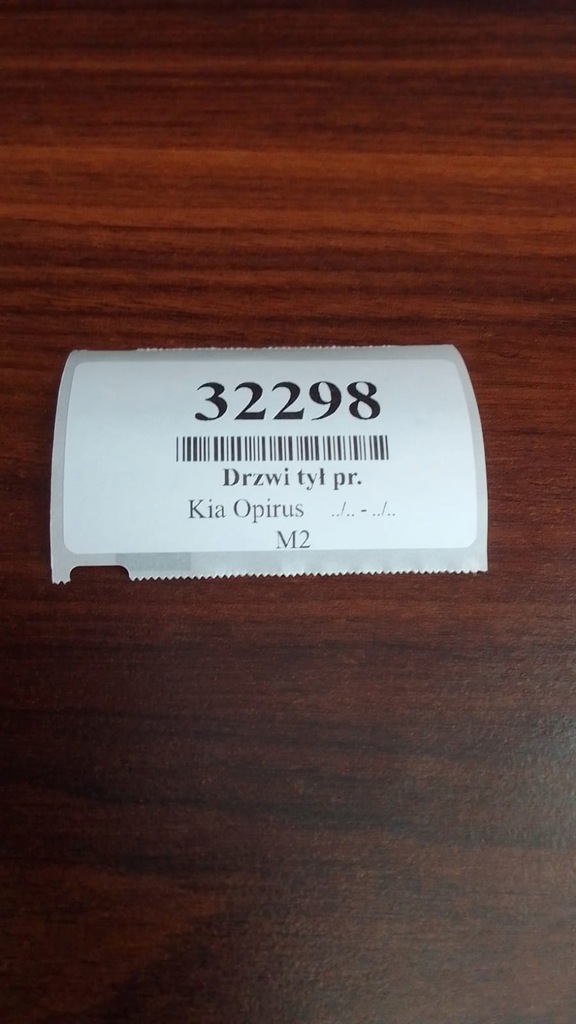 32298
Drzwi tył pr.
Kia Opirus ../.. - ../..
M2